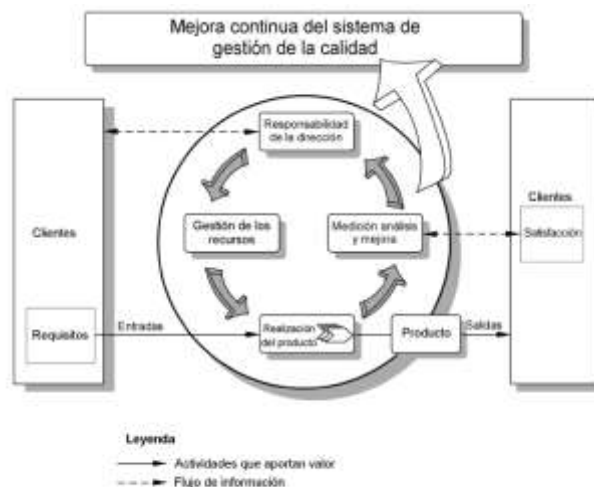 Mejora continua del sistema de
gestión de la calidad
Responsabilidad
de la dirección
Clientes
Gestión de los
recursos
Medición análisis
y mejora
Clientes
Satisfacción
Requisitos
Entradas
Realización
del producto
Producto
Salidas
Leyenda
Actividades que aportan valor
Flujo de información